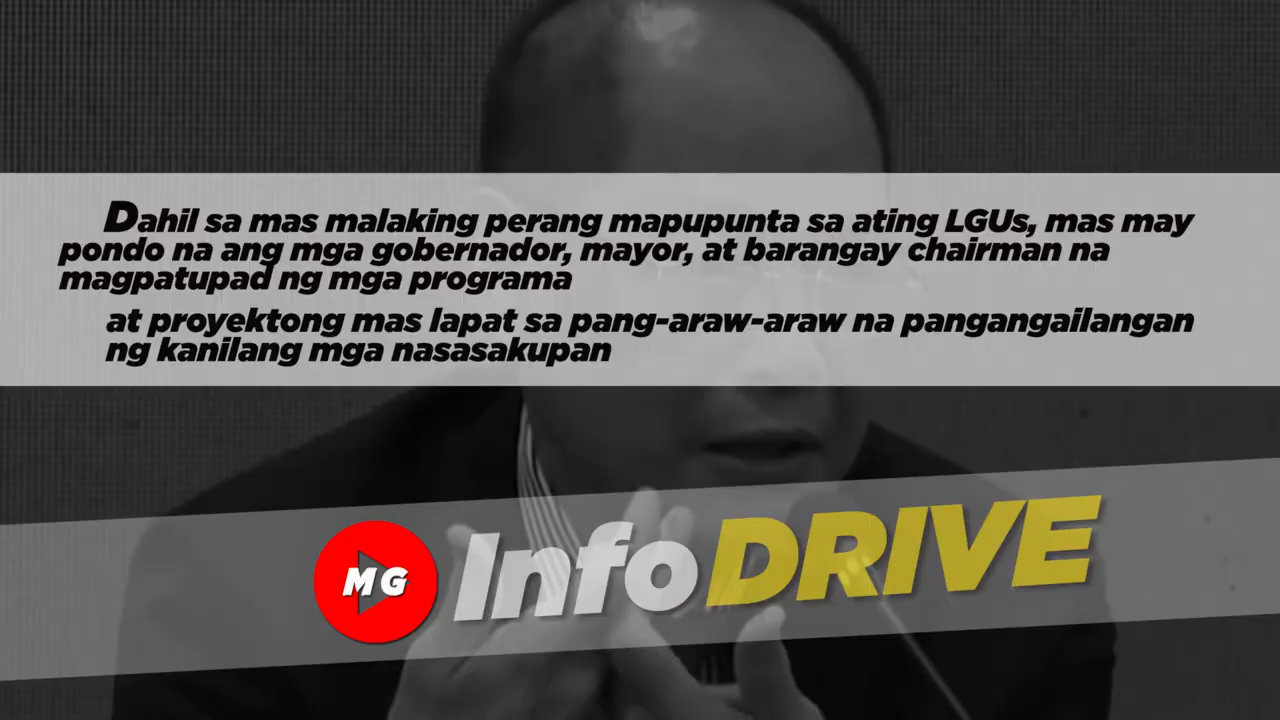 Dahil sa mas malaking perang mapupunta sa ating LGUs, mas may
pondo na ang mga gobernador, mayor, at barangay chairman na
magpatupad ng mga programa
at proyektong mas lapat sa pang-araw-araw na pangangailangan
ng kanilang mga nasasakupan
MG InfoDRIVE